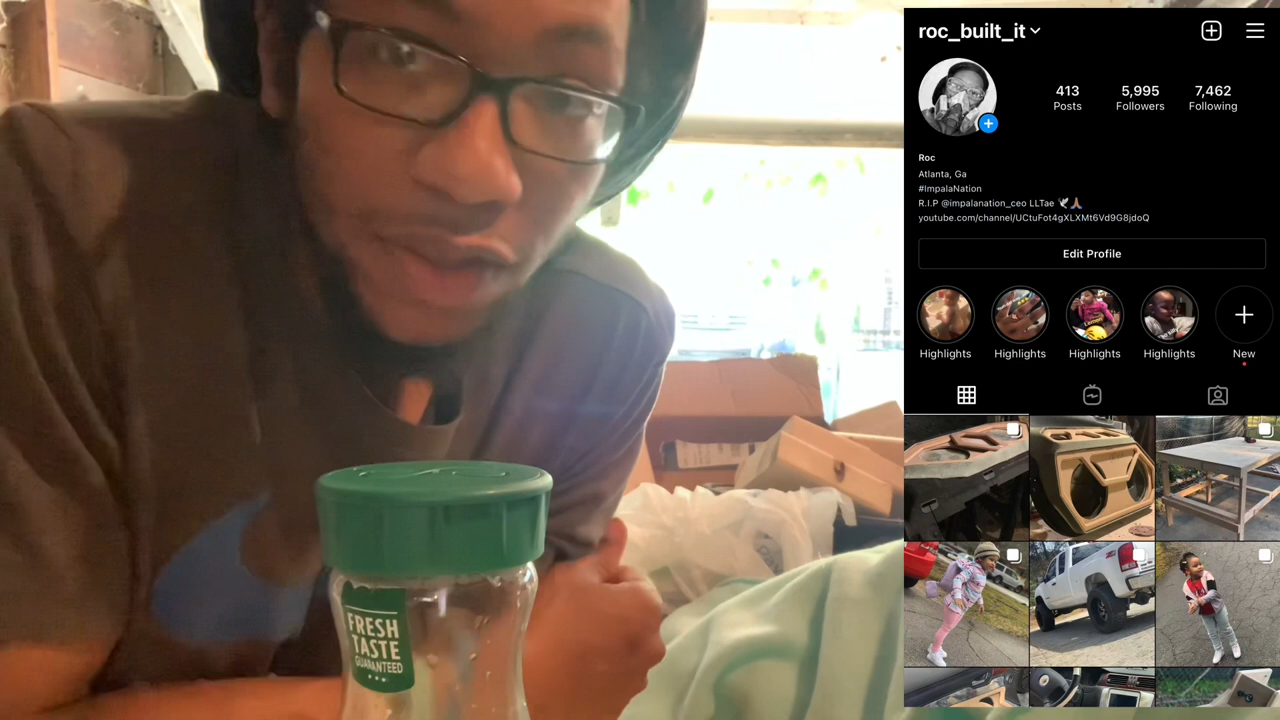 roc_built_it
413
Posts
5,995
Followers
7,462
Following
Roc
Atlanta, Ga
#ImpalaNation
R.I.P @impalanation_ceo LLTae 🕊🙏🏾
youtube.com/channel/UCtuFot4gXLXMt6Vd9G8jdoQ
Edit Profile
Highlights
Highlights
Highlights
Highlights
New
FRESH
TASTE
GUARANTEED